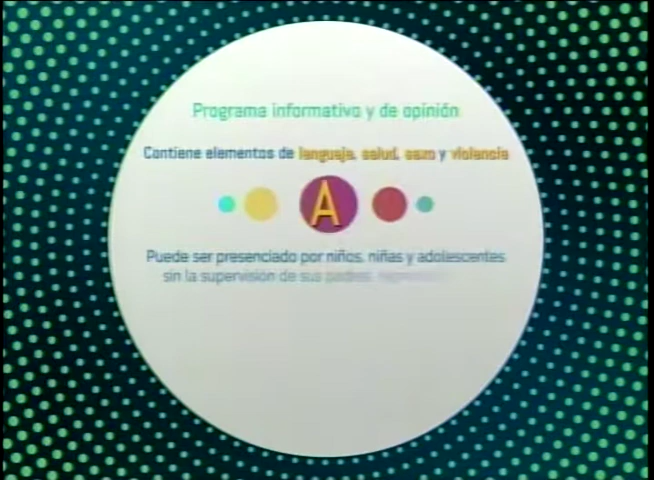 Programa informativo y de opinión
Contiene elementos de lenguaje, salud, sexo y violencia
A
Puede ser presenciado por niños, niñas y adolescentes
sin la supervisión de sus padres,